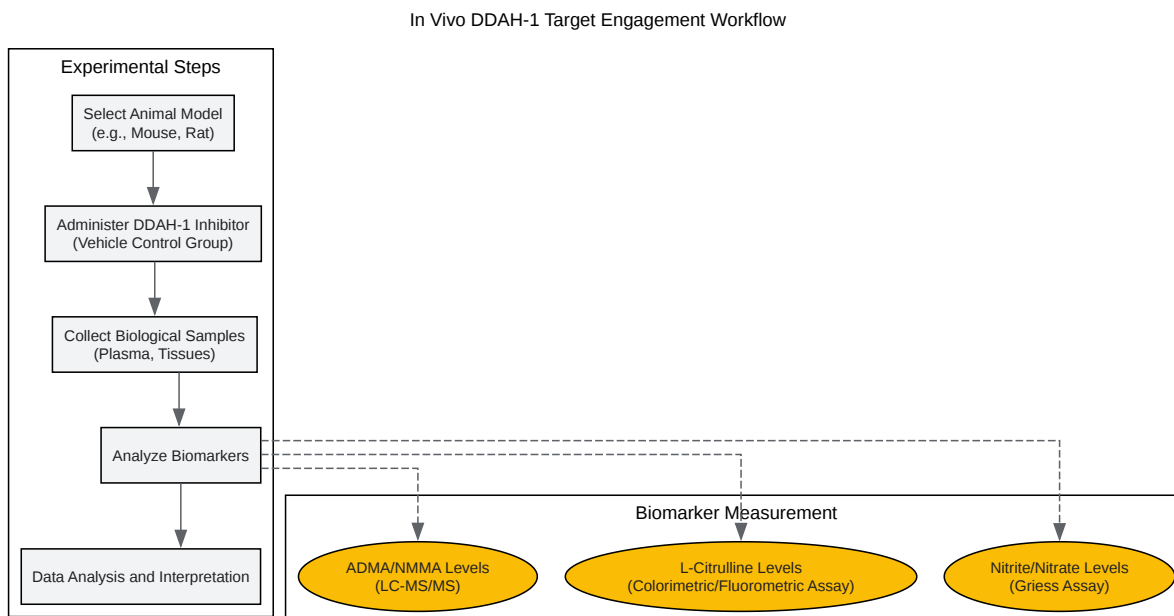 In Vivo DDAH-1 Target Engagement Workflow
Experimental Steps
Select Animal Model
(e.g., Mouse, Rat)
Administer DDAH-1 Inhibitor
(Vehicle Control Group)
Collect Biological Samples
(Plasma, Tissues)
Analyze Biomarkers
Data Analysis and Interpretation
Biomarker Measurement
ADMA/NMMA Levels
(LC-MS/MS)
L-Citrulline Levels
(Colorimetric/Fluorometric Assay)
Nitrite/Nitrate Levels
(Griess Assay)